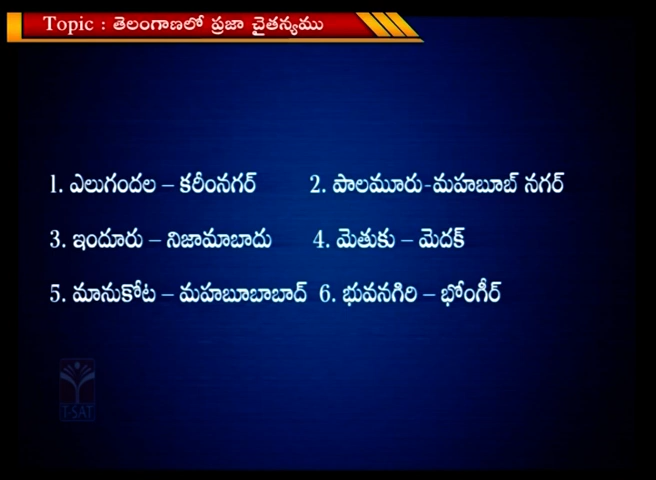 Topic : తెలంగాణలో ప్రజా చైతన్యము
1. ఎలుగందల – కరీంనగర్ 2. పాలమూరు-మహబూబ్ నగర్
3. ఇందూరు – నిజామాబాదు 4. మెతుకు – మెదక్
5. మానుకోట – మహబూబాబాద్ 6. భువనగిరి – భోంగీర్
T-SAT